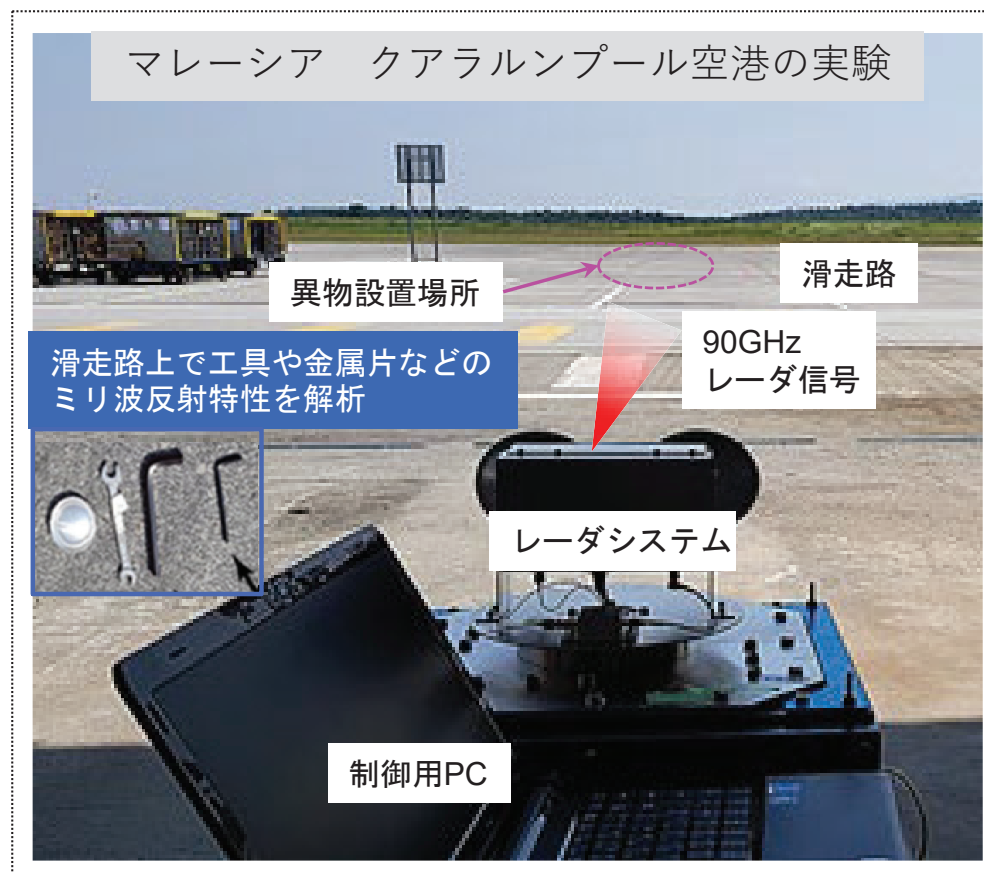 マレーシア　クアラルンプール空港の実験
異物設置場所
滑走路
90GHz
レーダ信号
滑走路上で工具や金属片などの
ミリ波反射特性を解析
レーダシステム
制御用PC